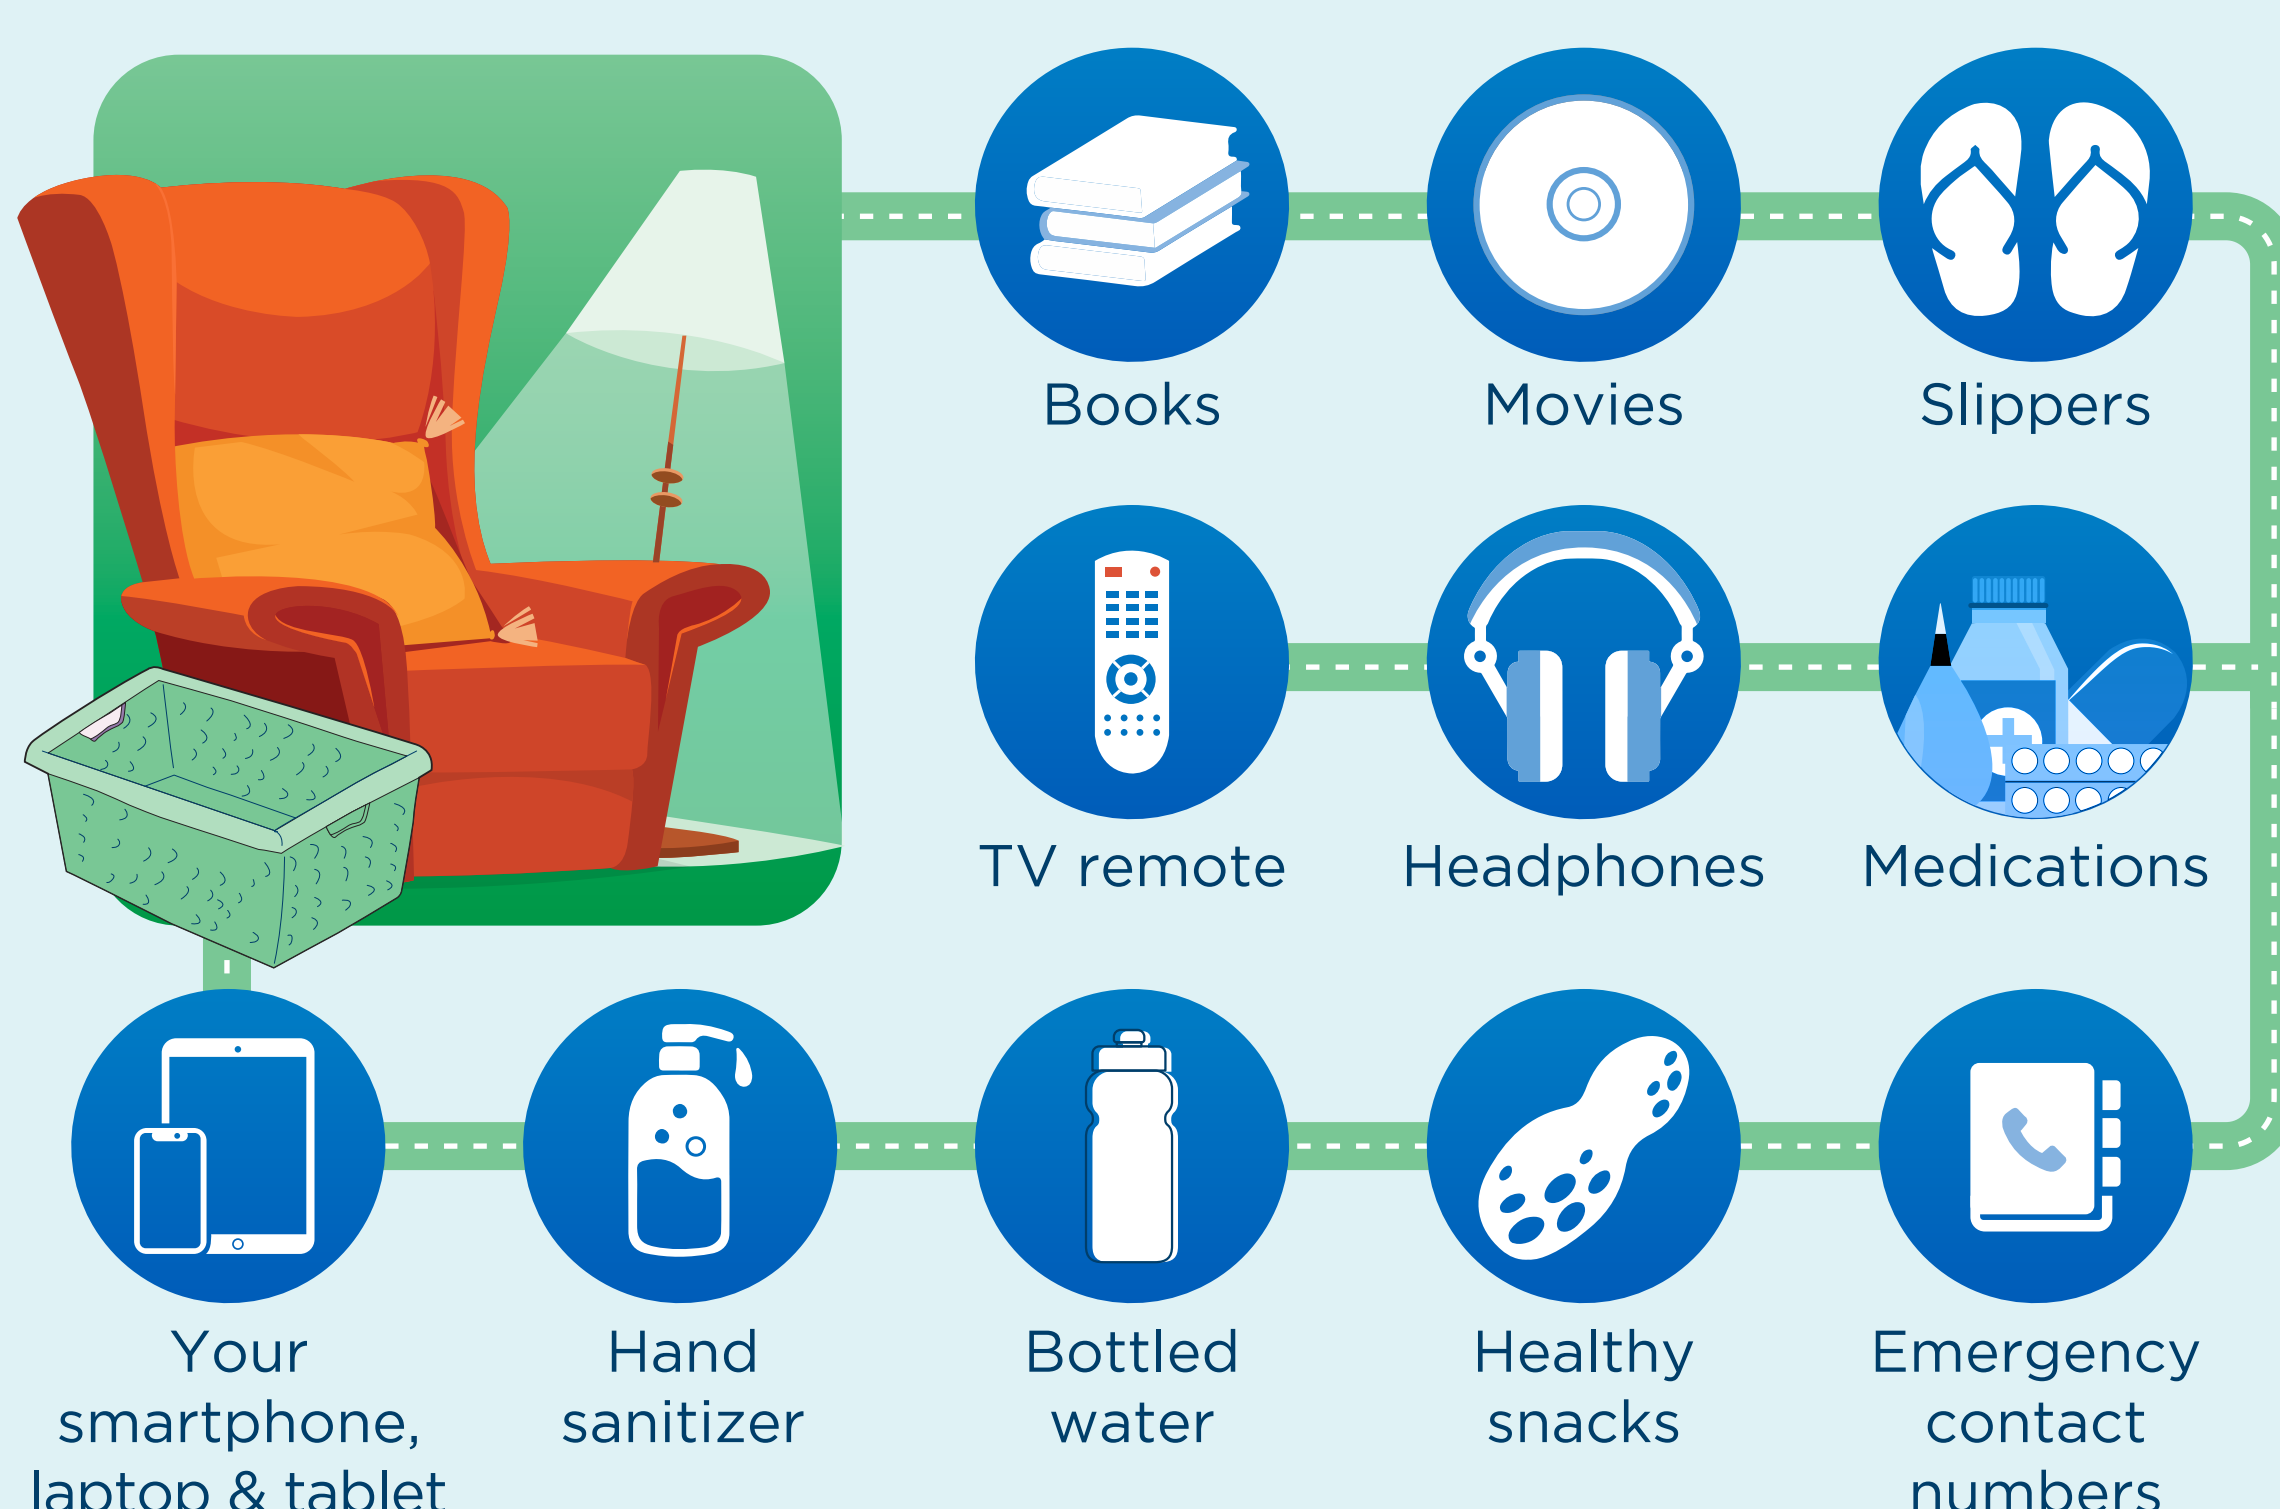 Books
Movies
Slippers
TV remote
Headphones
Medications
Your
smartphone,
laptop & tablet
Hand
sanitizer
Bottled
water
Healthy
snacks
Emergency
contact
numbers